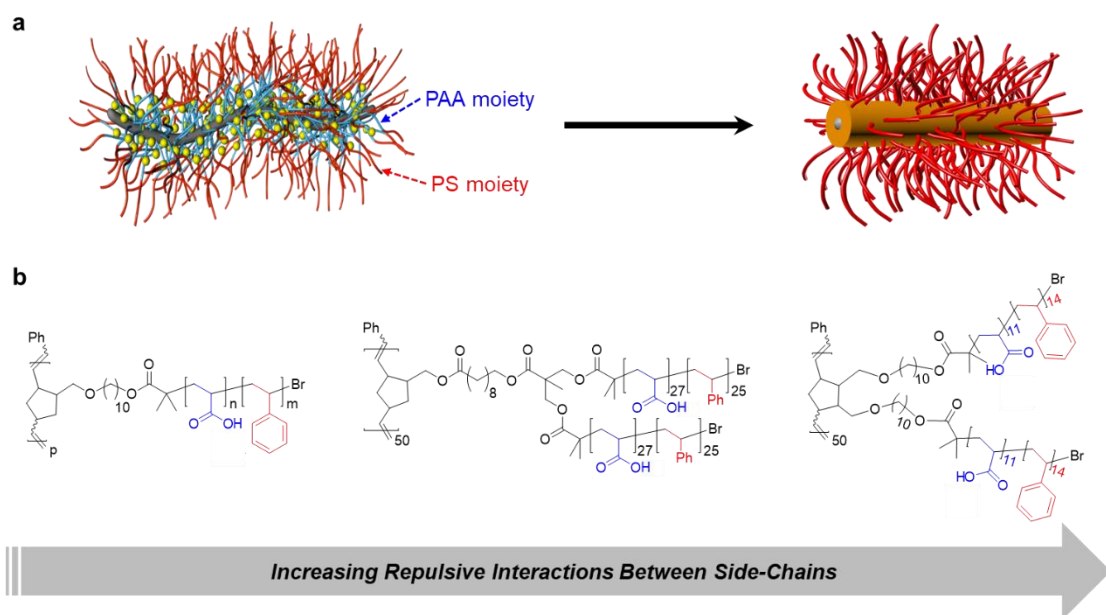 a
PAA moiety
PS moiety
b
Ph
O
O
10
O
OH
n
Br
m
p
Ph
50
O
O
8
O
O
O
O
O
OH
27
Ph
Br
25
O
O
O
OH
27
Ph
Br
25
Ph
50
O
10
O
O
11
HO
O
Br
14
O
10
O
O
11
HO
O
Br
14
Increasing Repulsive Interactions Between Side-Chains